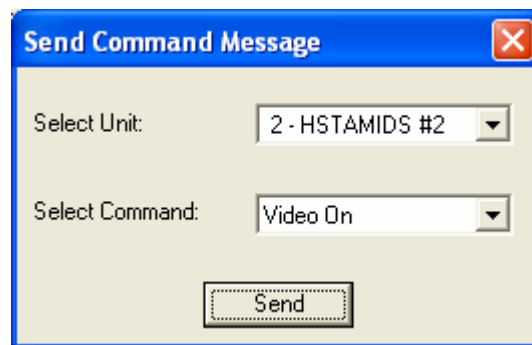 Send Command Message
Select Unit: 2 - HSTAMIDS #2
Select Command: Video On
Send